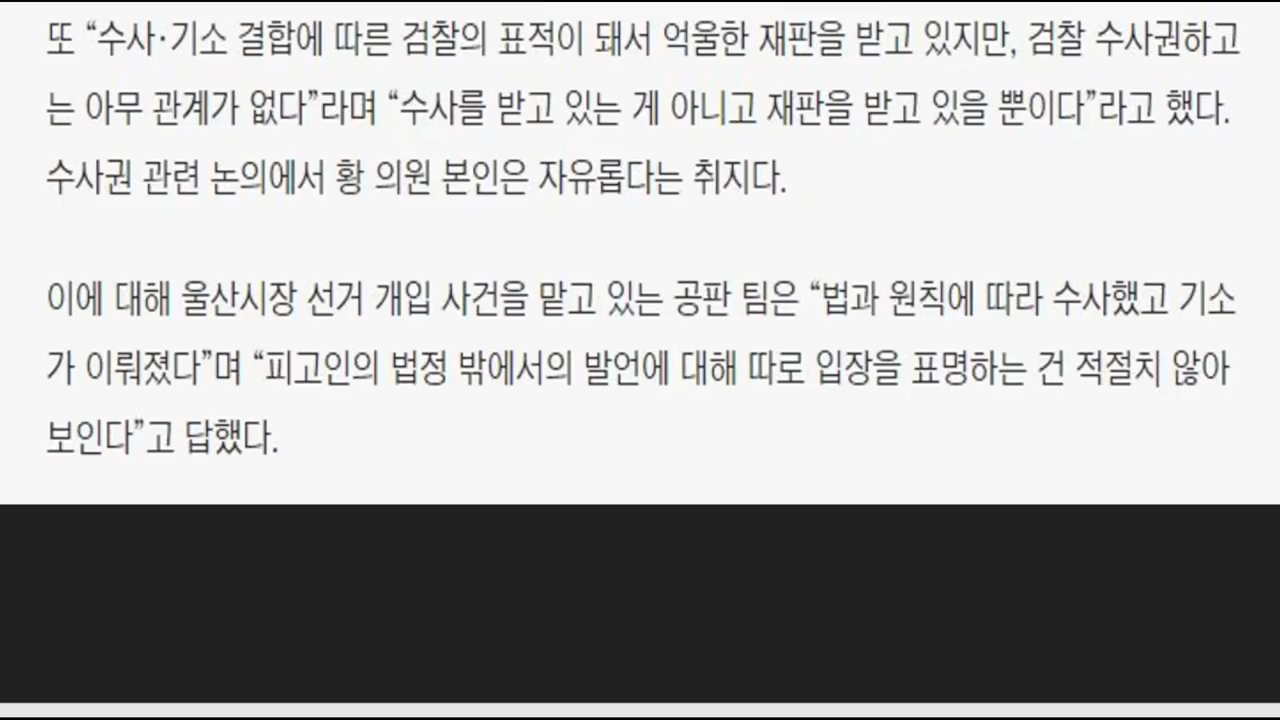 또 “수사·기소 결합에 따른 검찰의 표적이 돼서 억울한 재판을 받고 있지만, 검찰 수사권하고
는 아무 관계가 없다”라며 “수사를 받고 있는 게 아니고 재판을 받고 있을 뿐이다”라고 했다.
수사권 관련 논의에서 황 의원 본인은 자유롭다는 취지다.
이에 대해 울산시장 선거 개입 사건을 맡고 있는 공판 팀은 “법과 원칙에 따라 수사했고 기소
가 이뤄졌다”며 “피고인의 법정 밖에서의 발언에 대해 따로 입장을 표명하는 건 적절치 않아
보인다”고 답했다.